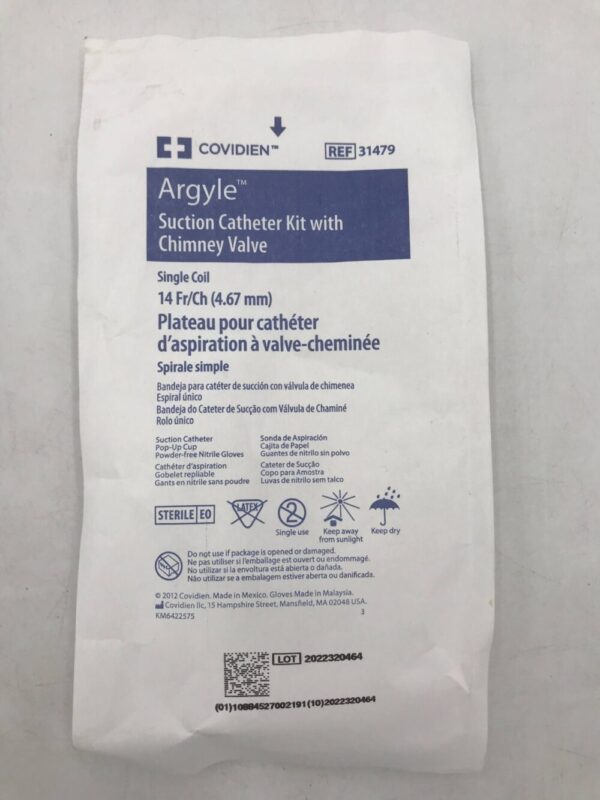 COVIDIEN™
REF 31479
Argyle™
Suction Catheter Kit with
Chimney Valve
Single Coil
14 Fr/Ch (4.67 mm)
Plateau pour cathéter
d'aspiration à valve-cheminée
Spirale simple
Bandeja para catéter de succión con válvula de chimenea
Espiral único
Bandeja do Cateter de Sucção com Válvula de Chaminé
Rolo único
Suction Catheter
Pop-Up Cup
Powder-free Nitrile Gloves
Cathéter d'aspiration
Gobelet repliable
Gants en nitrile sans poudre
Sonda de Aspiración
Cajita de Papel
Guantes de nitrilo sin polvo
Cateter de Sucção
Copo para Amostra
Luvas de nitrilo sem talco
STERILE EO
LATEX
2
Single use
Keep away
from sunlight
Keep dry
Do not use if package is opened or damaged.
Ne pas utiliser si l'emballage est ouvert ou endommagé.
No utilizar si la envoltura está abierta o dañada.
Não utilizar se a embalagem estiver aberta ou danificada.
© 2012 Covidien. Made in Mexico. Gloves Made in Malaysia.
Covidien llc, 15 Hampshire Street, Mansfield, MA 02048 USA.
KM6422575
3
LOT 2022320464
(01)10884527002191(10)2022320464